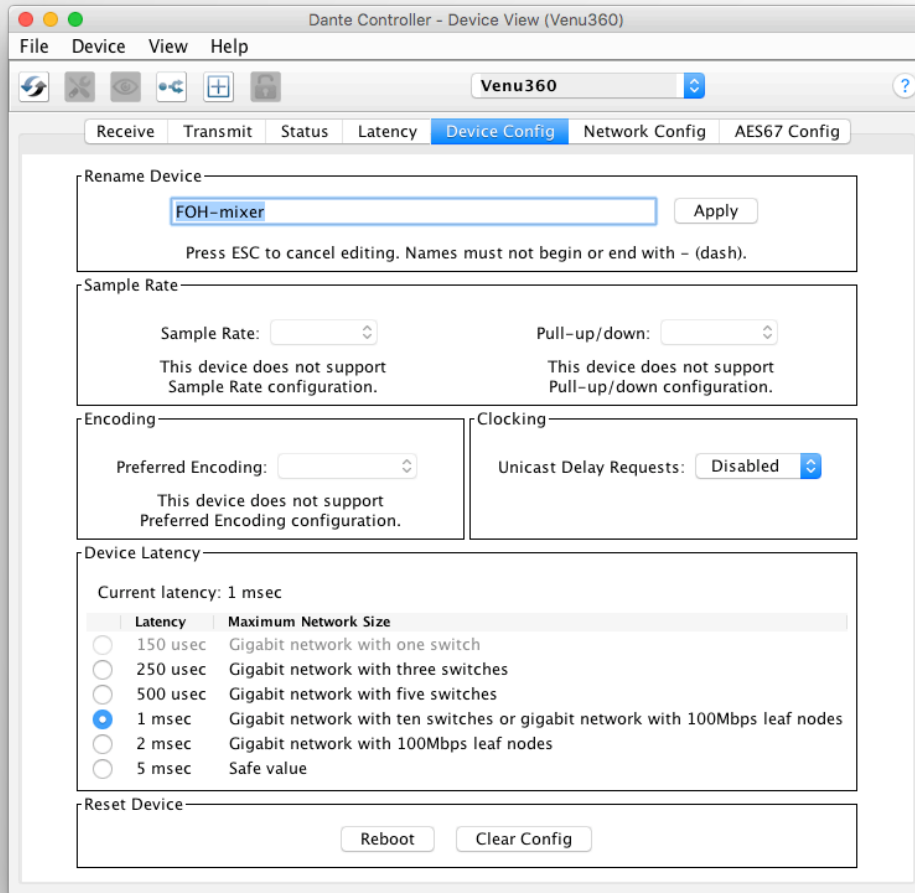 Dante Controller - Device View (Venu360)
File Device View Help
Venu360
?
Receive Transmit Status Latency Device Config Network Config AES67 Config
Rename Device
FOH-mixer Apply
Press ESC to cancel editing. Names must not begin or end with - (dash).
Sample Rate
Sample Rate: Pull-up/down:
This device does not support This device does not support
Sample Rate configuration. Pull-up/down configuration.
Encoding Clocking
Preferred Encoding: Unicast Delay Requests: Disabled
This device does not support
Preferred Encoding configuration.
Device Latency
Current latency: 1 msec
Latency Maximum Network Size
150 usec Gigabit network with one switch
250 usec Gigabit network with three switches
500 usec Gigabit network with five switches
1 msec Gigabit network with ten switches or gigabit network with 100Mbps leaf nodes
2 msec Gigabit network with 100Mbps leaf nodes
5 msec Safe value
Reset Device
Reboot Clear Config